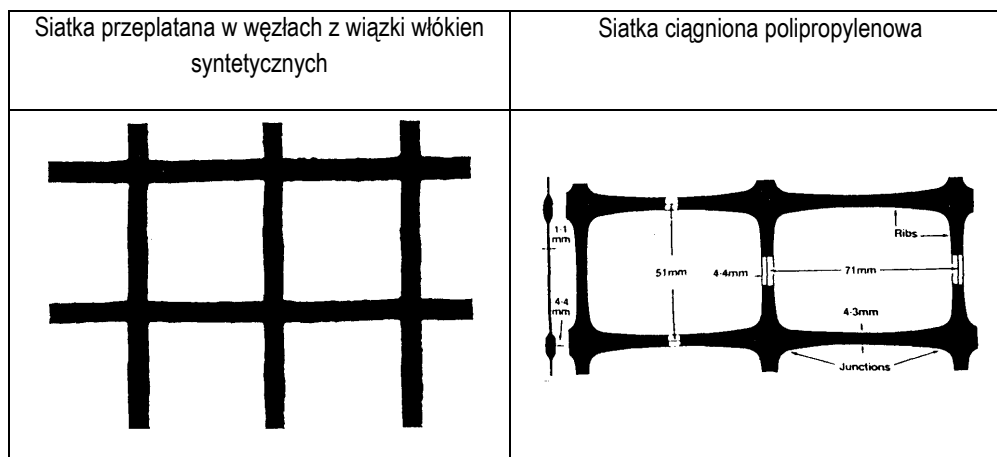 Siatka przeplatana w węzłach z wiązki włókien
syntetycznych
Siatka ciągniona polipropylenowa
1·1
mm
Ribs
51mm
4·4mm
71mm
4·4
mm
4·3mm
Junctions